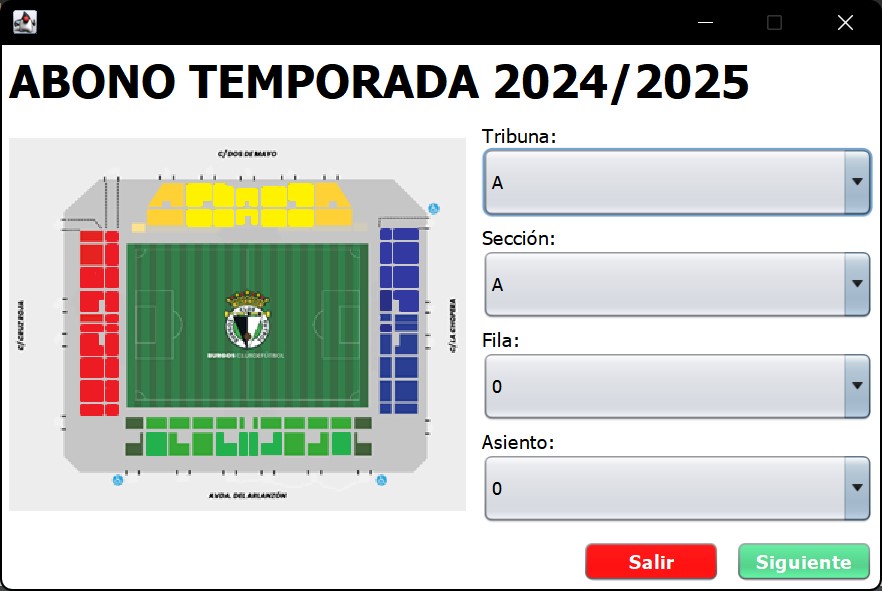 ABONO TEMPORADA 2024/2025
C/DOS DE MAYO
C/CRUZ ROJA
C/LA CHOPERA
BURGOS CLUB DE FÚTBOL
AVDA. DEL ARLANZÓN
Tribuna:
A
Sección:
A
Fila:
0
Asiento:
0
Salir
Siguiente